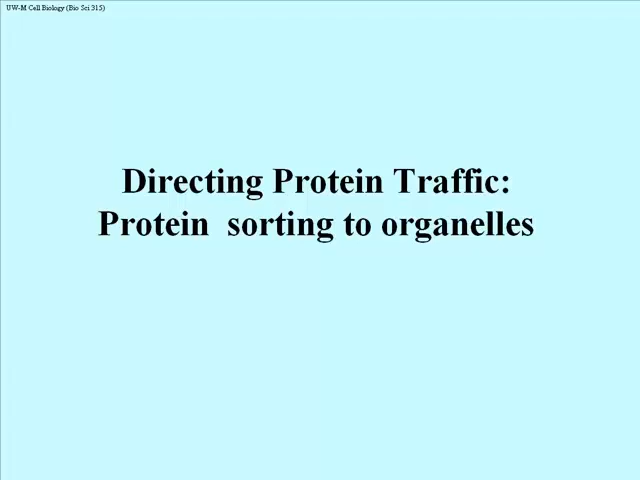 UW-M Cell Biology (Bio Sci 315)
Directing Protein Traffic:
Protein  sorting to organelles